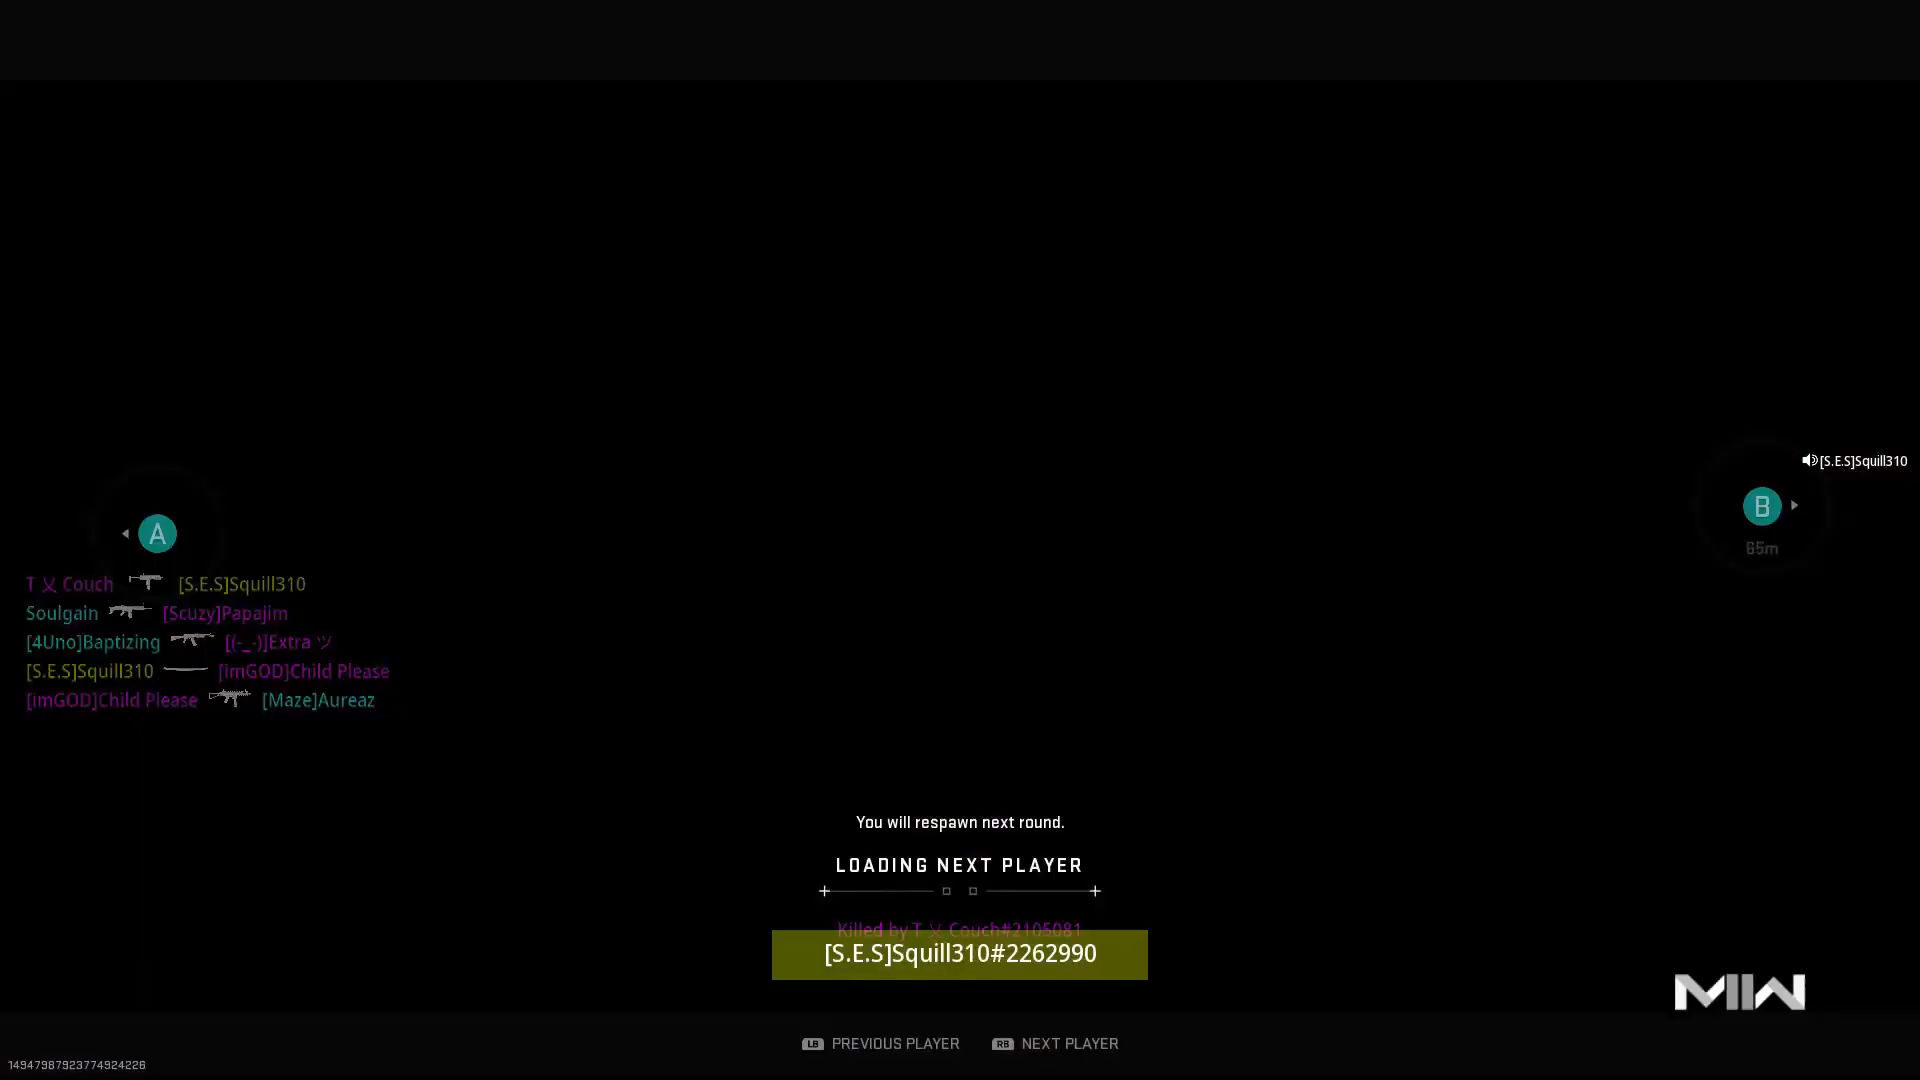 [S.E.S]Squill310
A
B
65m
T 乂 Couch [S.E.S]Squill310
Soulgain [Scuzy]Papajim
[4Uno]Baptizing [(-_-)]Extra ツ
[S.E.S]Squill310 [imGOD]Child Please
[imGOD]Child Please [Maze]Aureaz
You will respawn next round.
LOADING NEXT PLAYER
Killed by T 乂 Couch#2105081
[S.E.S]Squill310#2262990
MW
LB PREVIOUS PLAYER RB NEXT PLAYER
14947987923774924226